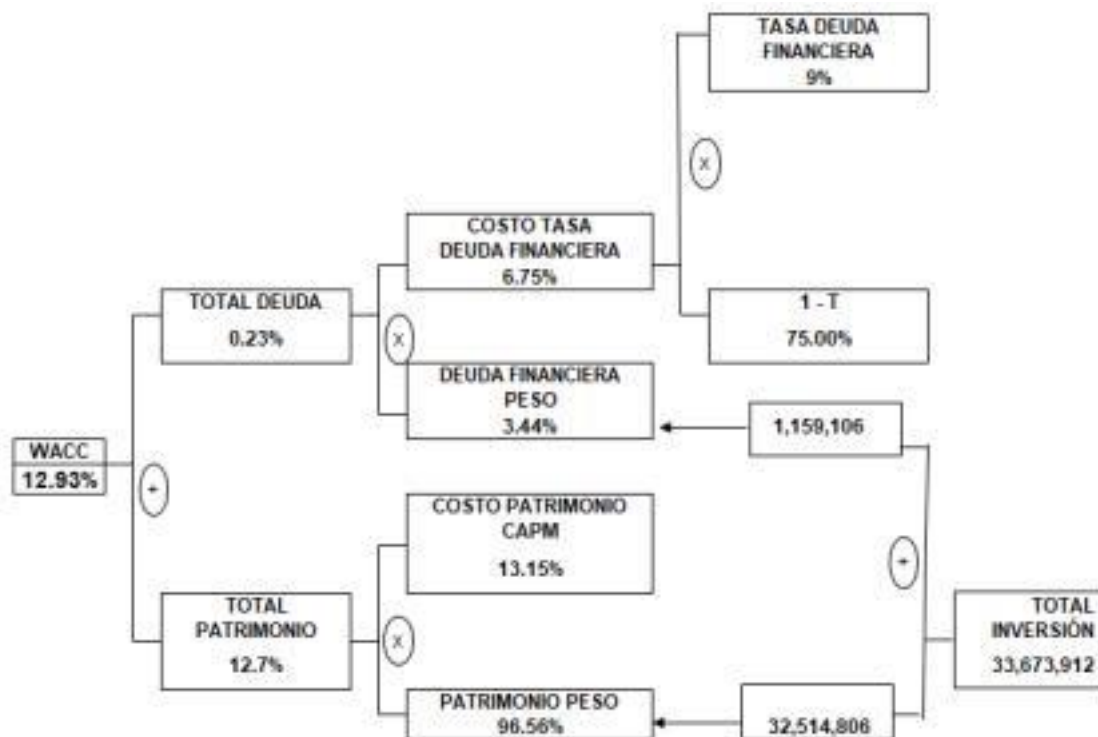 TASA DEUDA
FINANCIERA
9%
X
COSTO TASA
DEUDA FINANCIERA
6.75%
TOTAL DEUDA
0.23%
X
1 - T
75.00%
DEUDA FINANCIERA
PESO
3.44%
1,159,106
WACC
12.93%
+
COSTO PATRIMONIO
CAPM
13.15%
+
TOTAL
PATRIMONIO
12.7%
X
TOTAL
INVERSIÓN
33,673,912
PATRIMONIO PESO
96.56%
32,514,806